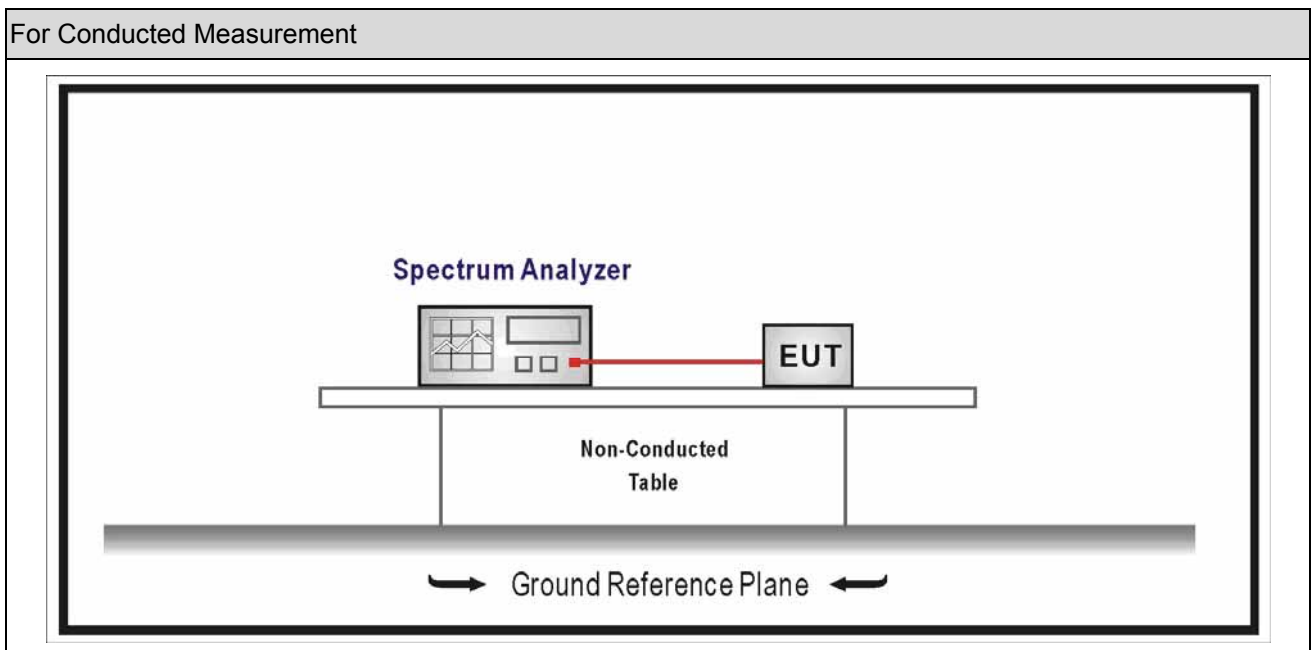 For Conducted Measurement
Spectrum Analyzer
EUT
Non-Conducted
Table
Ground Reference Plane